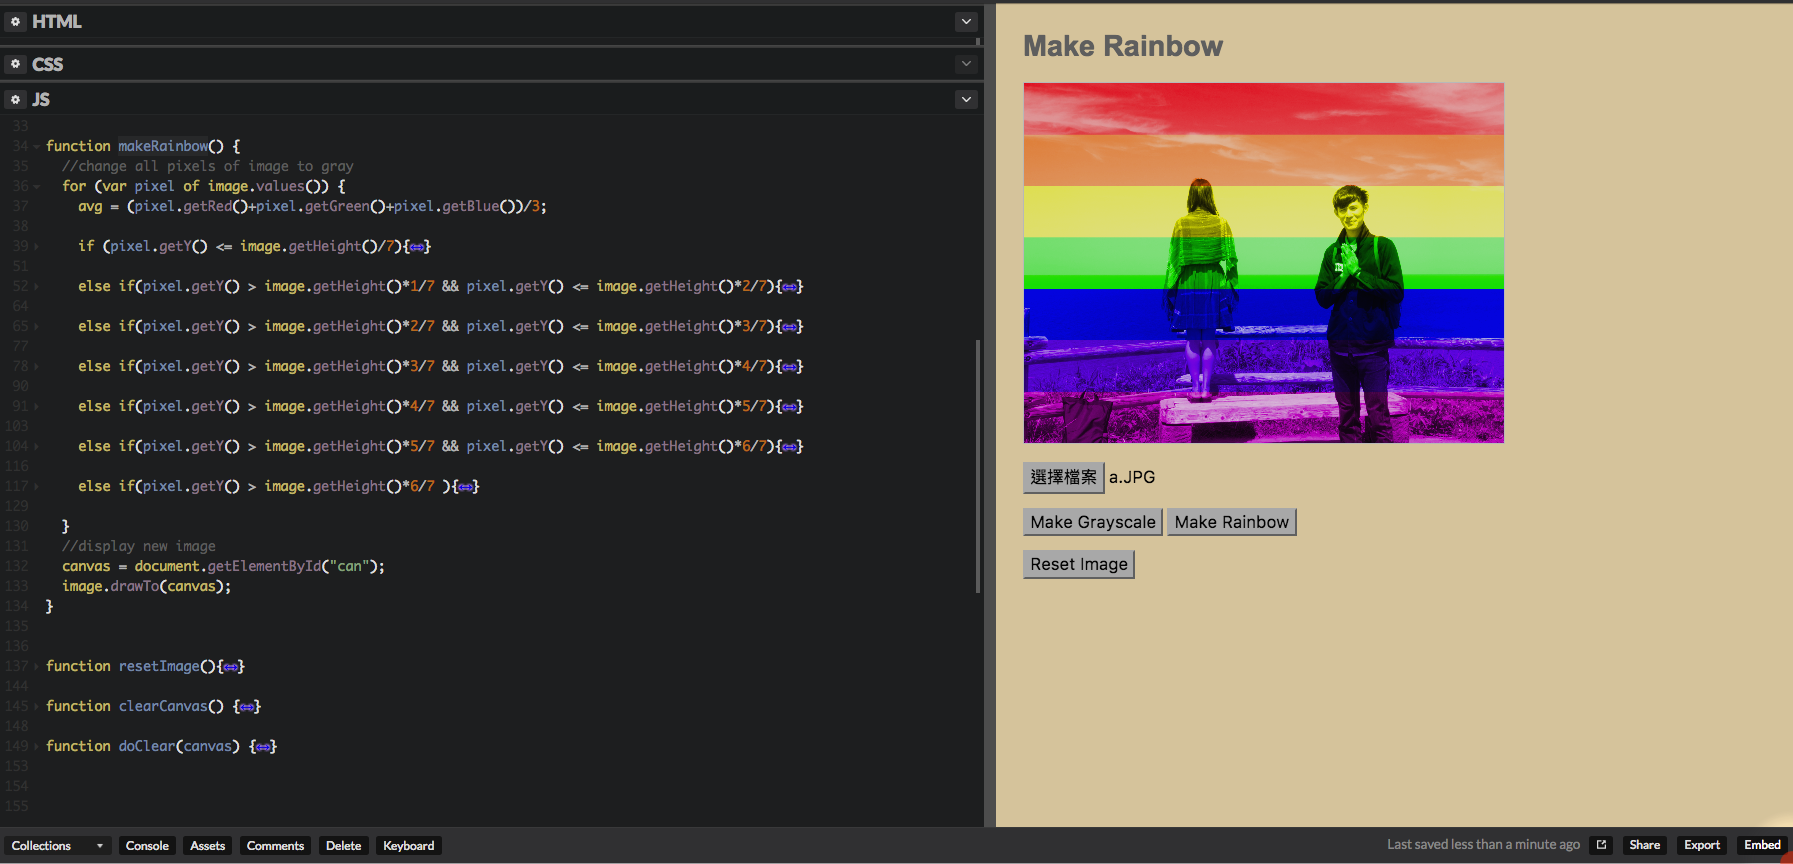 HTML
CSS
JS
33
34 function makeRainbow() {
35 //change all pixels of image to gray
36 for (var pixel of image.values()) {
37 avg = (pixel.getRed()+pixel.getGreen()+pixel.getBlue())/3;
38
39 if (pixel.getY() <= image.getHeight()/7){↔}
51
52 else if(pixel.getY() > image.getHeight()*1/7 && pixel.getY() <= image.getHeight()*2/7){↔}
64
65 else if(pixel.getY() > image.getHeight()*2/7 && pixel.getY() <= image.getHeight()*3/7){↔}
77
78 else if(pixel.getY() > image.getHeight()*3/7 && pixel.getY() <= image.getHeight()*4/7){↔}
90
91 else if(pixel.getY() > image.getHeight()*4/7 && pixel.getY() <= image.getHeight()*5/7){↔}
103
104 else if(pixel.getY() > image.getHeight()*5/7 && pixel.getY() <= image.getHeight()*6/7){↔}
116
117 else if(pixel.getY() > image.getHeight()*6/7 ){↔}
129
130 }
131 //display new image
132 canvas = document.getElementById("can");
133 image.drawTo(canvas);
134 }
135
136
137 function resetImage(){↔}
144
145 function clearCanvas() {↔}
148
149 function doClear(canvas) {↔}
153
154
155
Make Rainbow
選擇檔案 a.JPG
Make Grayscale Make Rainbow
Reset Image
Collections Console Assets Comments Delete Keyboard Last saved less than a minute ago Share Export Embed